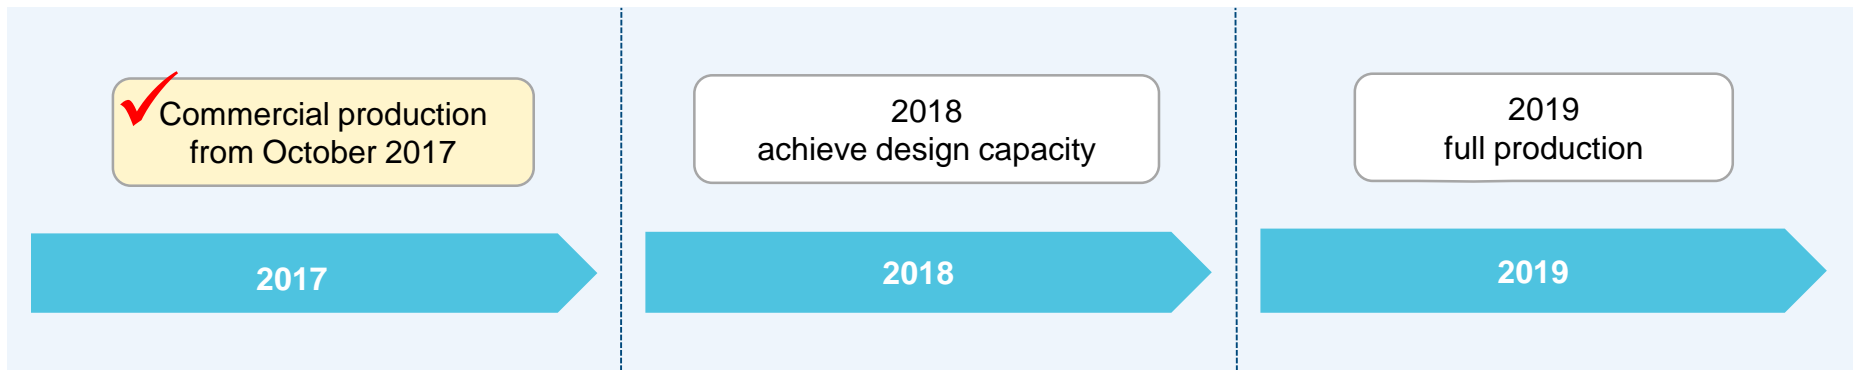 Commercial production
from October 2017
2018
achieve design capacity
2019
full production
2017
2018
2019